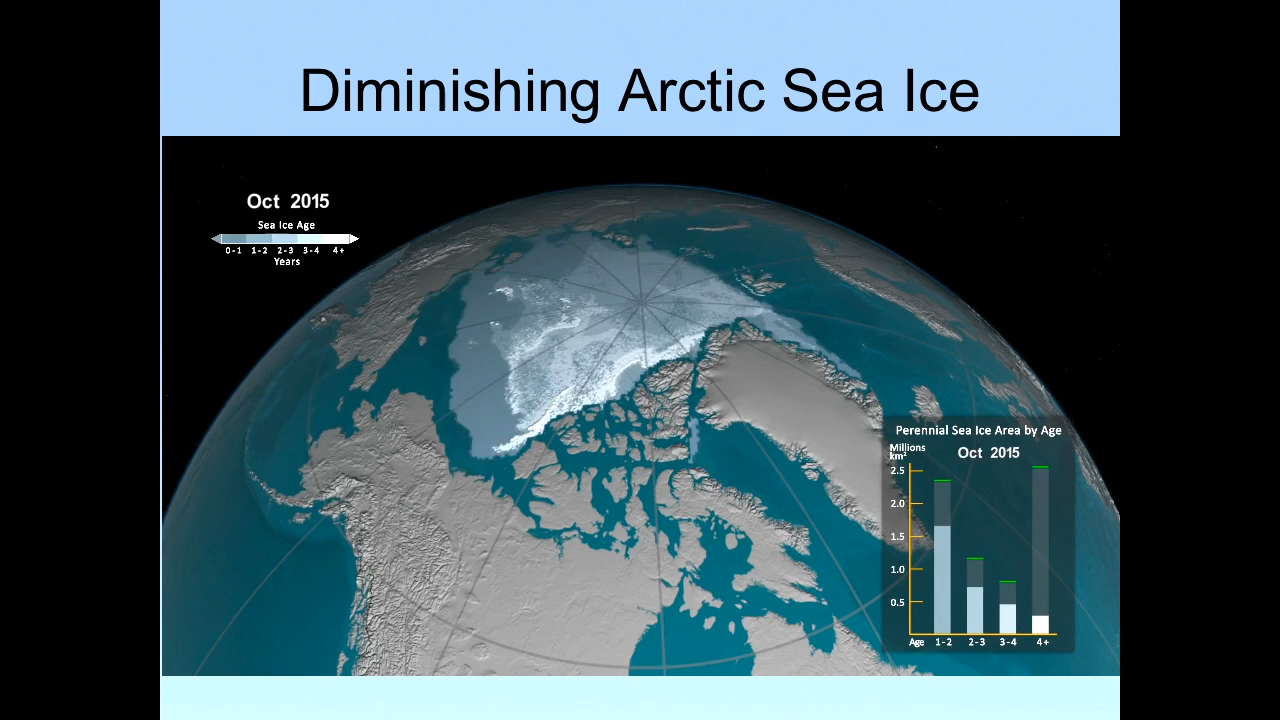 Diminishing Arctic Sea Ice
Oct 2015
Sea Ice Age
0-1 1-2 2-3 3-4 4+
Years
Perennial Sea Ice Area by Age
Millions
km²
Oct 2015
2.5
2.0
1.5
1.0
0.5
Age 1-2 2-3 3-4 4+